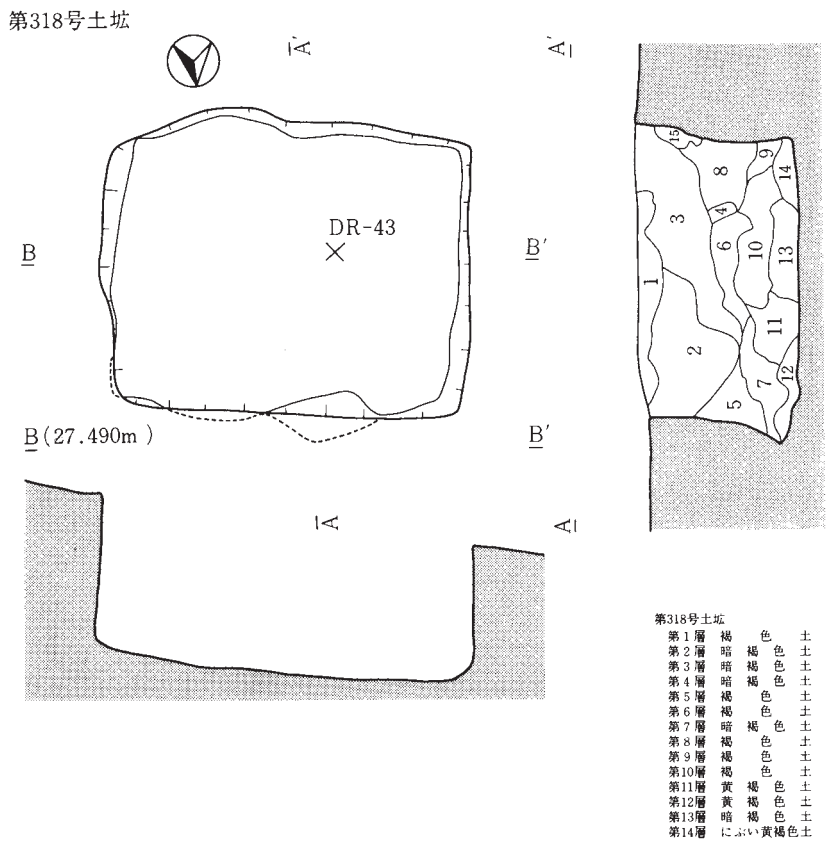 第318号土坑
A′
A′
DR-43
B
B′
B(27.490m)
B′
A
A
15
9
8
14
4
3
6
10
13
1
11
2
12
7
5
第318号土坑
第1層 褐色土
第2層 暗褐色土
第3層 暗褐色土
第4層 暗褐色土
第5層 褐色土
第6層 褐色土
第7層 暗褐色土
第8層 褐色土
第9層 褐色土
第10層 褐色土
第11層 黄褐色土
第12層 黄褐色土
第13層 暗褐色土
第14層 にぶい黄褐色土